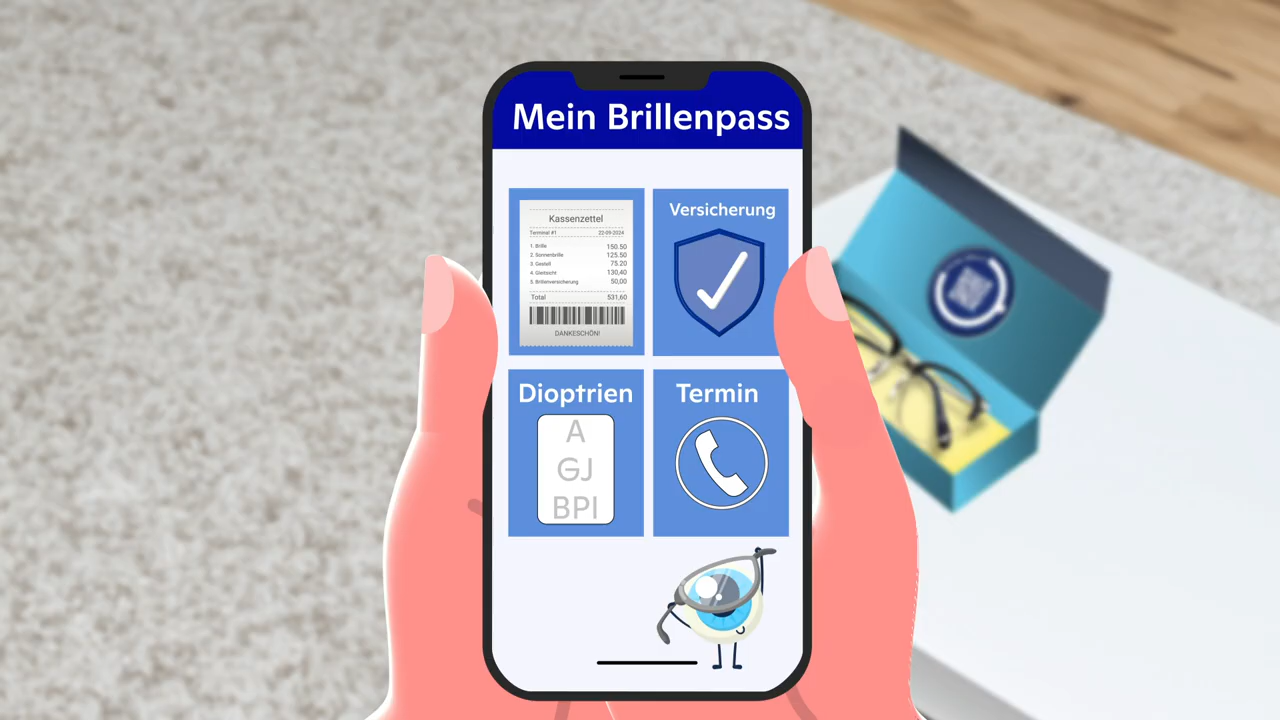 Mein Brillenpass
Kassenzettel
Terminal #1 22-09-2024
1. Brille 150.50
2. Sürmenbrille 125.50
3. Gestell 75.20
4. Gleitsicht 130,40
5. Brillenversicherung 50,00
Total 531,60
DANKESCHÖN!
Versicherung
Dioptrien
A
GJ
BPI
Termin